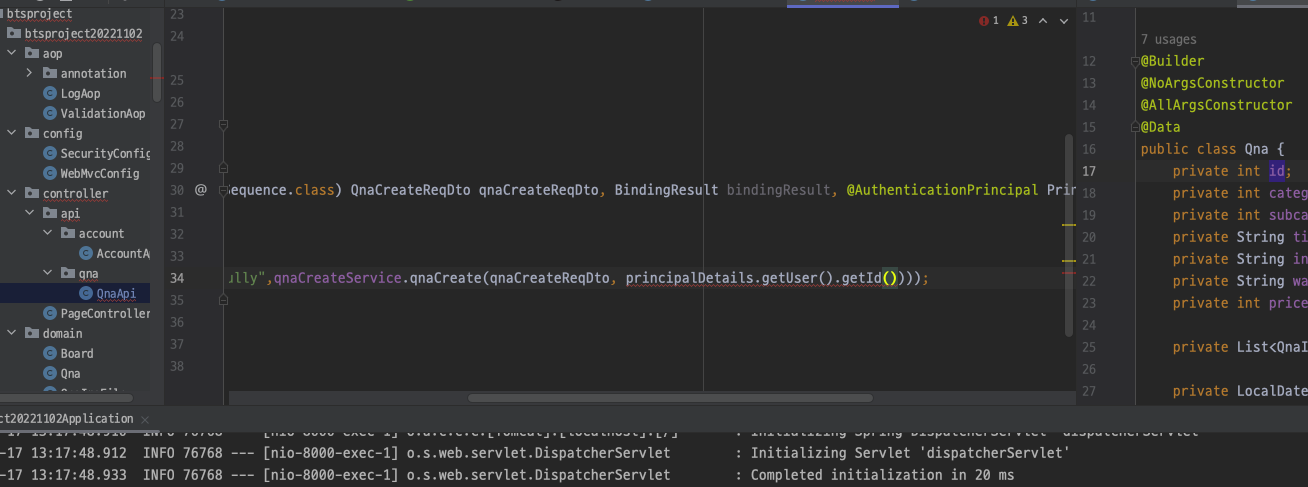 btsproject
btsproject20221102
aop
annotation
LogAop
ValidationAop
config
SecurityConfig
WebMvcConfig
controller
api
account
AccountA
qna
QnaApi
PageController
domain
Board
Qna
23
24
25
26
27
28
29
30 @ Sequence.class) QnaCreateReqDto qnaCreateReqDto, BindingResult bindingResult, @AuthenticationPrincipal Prin
31
32
33
34 ully",qnaCreateService.qnaCreate(qnaCreateReqDto, principalDetails.getUser().getId())));
35
36
37
38
1 3
11
7 usages
12 @Builder
13 @NoArgsConstructor
14 @AllArgsConstructor
15 @Data
16 public class Qna {
17 private int id;
18 private int categ
19 private int subca
20 private String ti
21 private String in
22 private String wa
23 private int price
24
25 private List<QnaI
26
27 private LocalDate
ct20221102Application
-17 13:17:48.910 INFO 76768 --- [nio-8000-exec-1] o.a.c.c.C.[Tomcat].[localhost].[/] : Initializing Spring DispatcherServlet 'dispatcherServlet'
-17 13:17:48.912 INFO 76768 --- [nio-8000-exec-1] o.s.web.servlet.DispatcherServlet : Initializing Servlet 'dispatcherServlet'
-17 13:17:48.933 INFO 76768 --- [nio-8000-exec-1] o.s.web.servlet.DispatcherServlet : Completed initialization in 20 ms